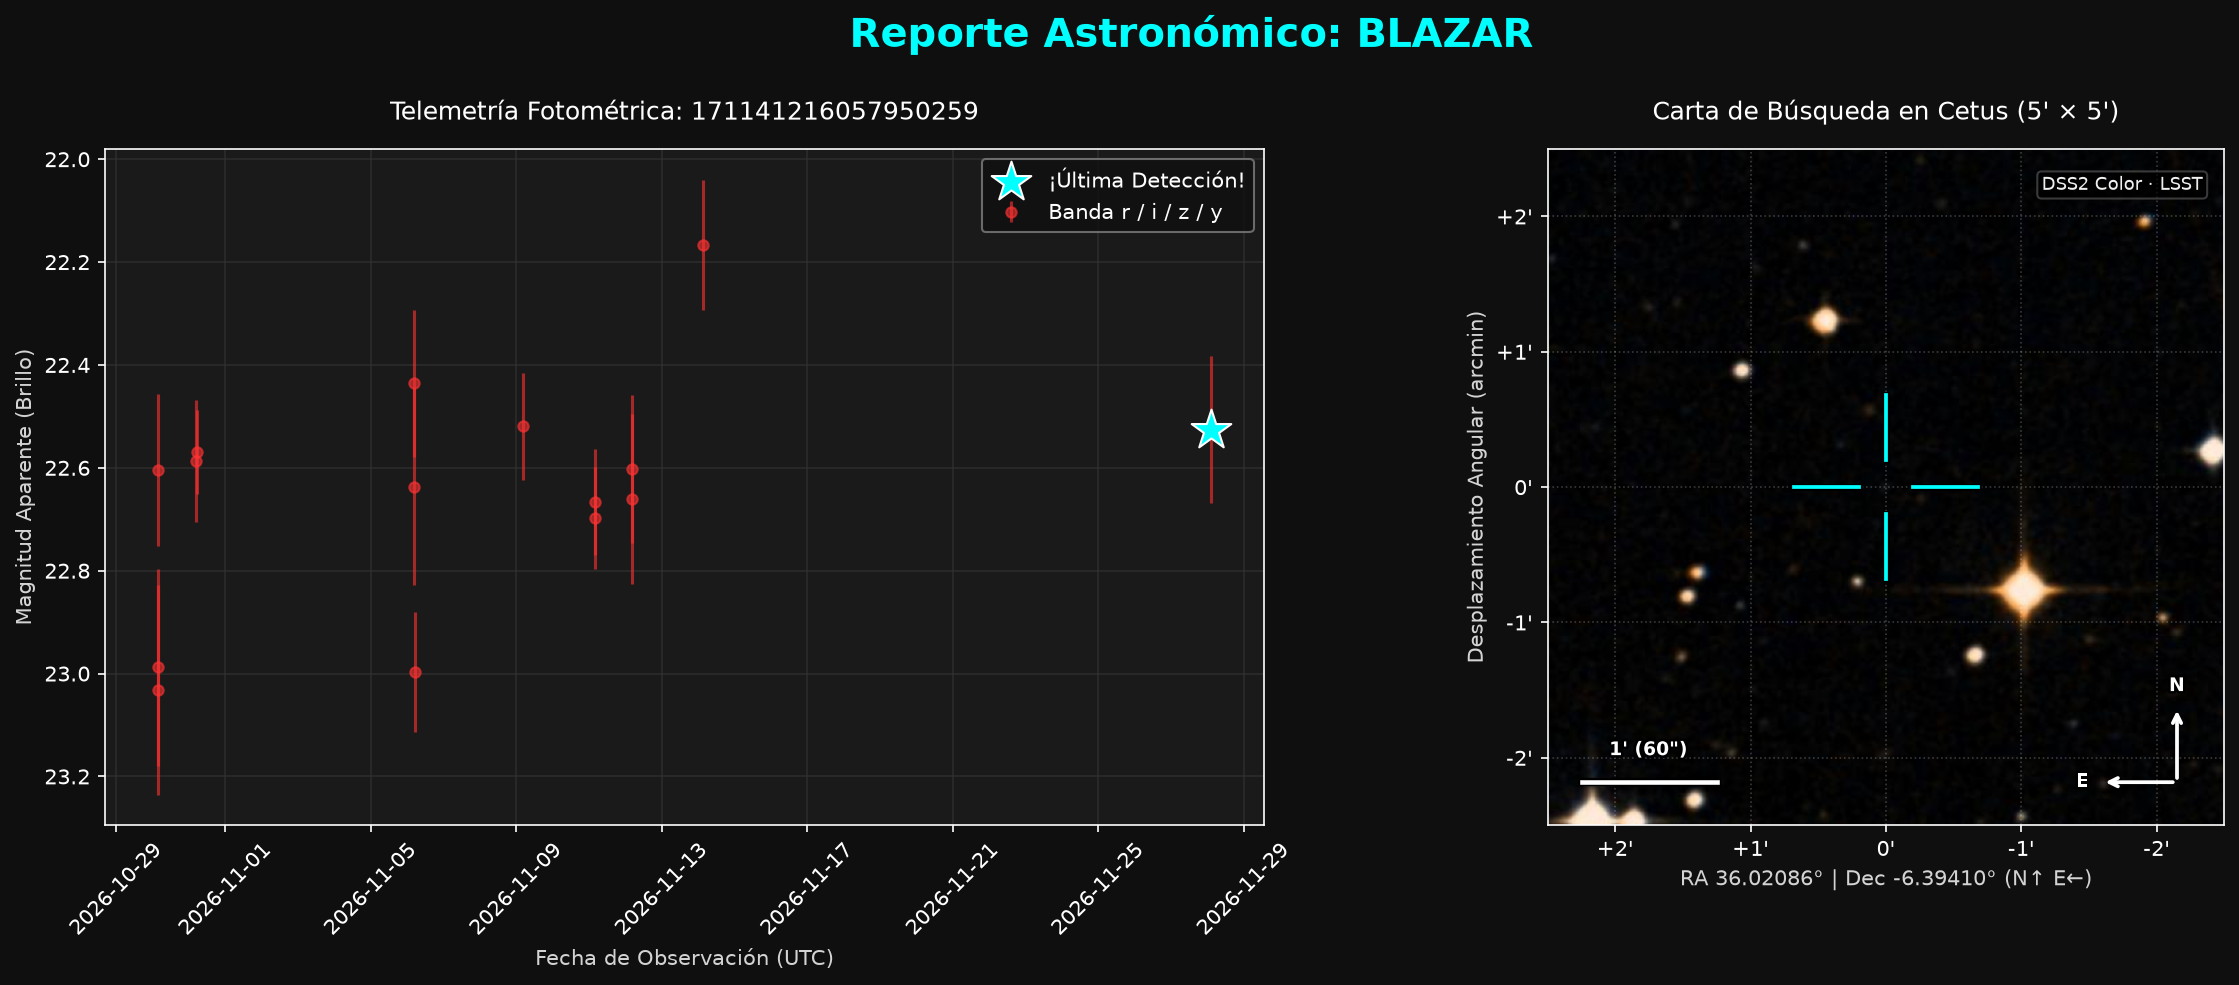 Reporte Astronómico: BLAZAR
Telemetría Fotométrica: 171141216057950259
Magnitud Aparente (Brillo)
22.0
22.2
22.4
22.6
22.8
23.0
23.2
¡Última Detección!
Banda r / i / z / y
2026-10-29
2026-11-01
2026-11-05
2026-11-09
2026-11-13
2026-11-17
2026-11-21
2026-11-25
2026-11-29
Fecha de Observación (UTC)
Carta de Búsqueda en Cetus (5' × 5')
Desplazamiento Angular (arcmin)
+2'
+1'
0'
-1'
-2'
DSS2 Color · LSST
N
E
1' (60")
+2'
+1'
0'
-1'
-2'
RA 36.02086° | Dec -6.39410° (N↑ E←)